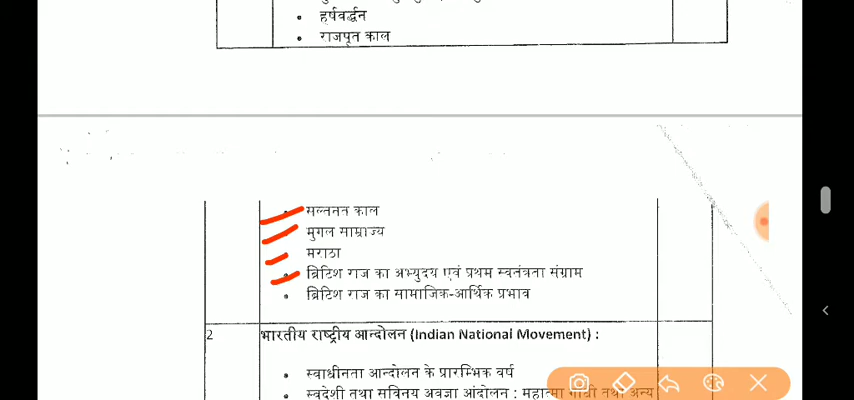 हर्षवर्द्धन
राजपूत काल
सल्तनत काल
मुगल साम्राज्य
मराठा
ब्रिटिश राज का अभ्युदय एवं प्रथम स्वतंत्रता संग्राम
ब्रिटिश राज का सामाजिक-आर्थिक प्रभाव
2 भारतीय राष्ट्रीय आन्दोलन (Indian National Movement) :
स्वाधीनता आन्दोलन के प्रारम्भिक वर्ष
स्वदेशी तथा सविनय अवज्ञा आंदोलन : महात्मा गांधी तथा अन्य